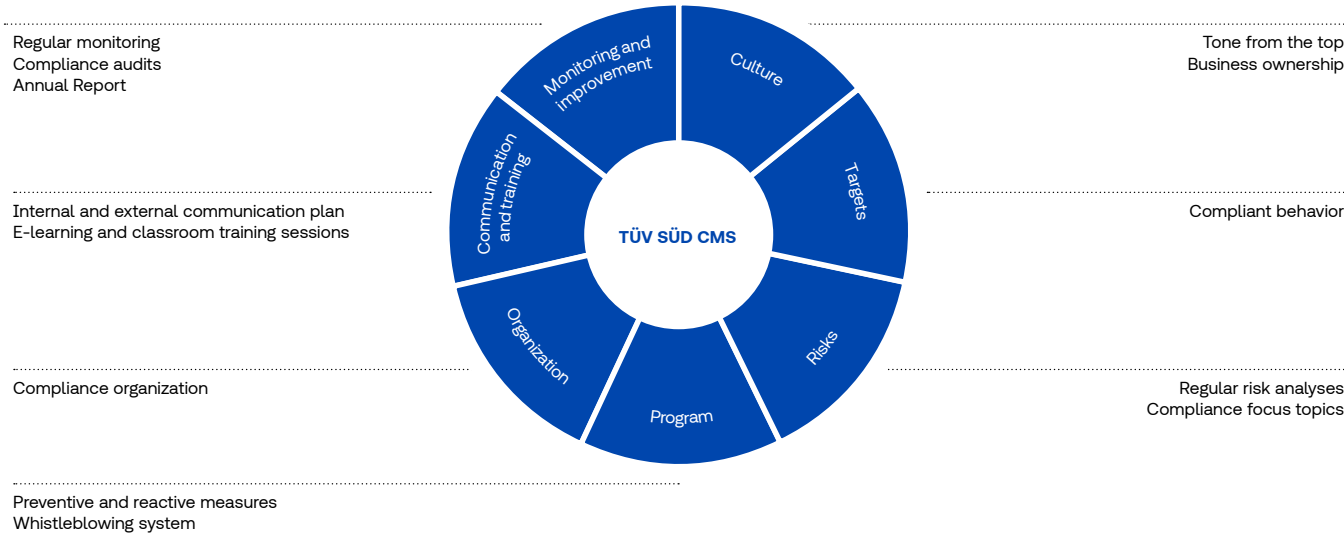 Regular monitoring
Compliance audits
Annual Report
Monitoring and
improvement
Culture
Tone from the top
Business ownership
Communication
and training
Targets
Internal and external communication plan
E-learning and classroom training sessions
TÜV SÜD CMS
Compliant behavior
Organization
Risks
Compliance organization
Program
Regular risk analyses
Compliance focus topics
Preventive and reactive measures
Whistleblowing system